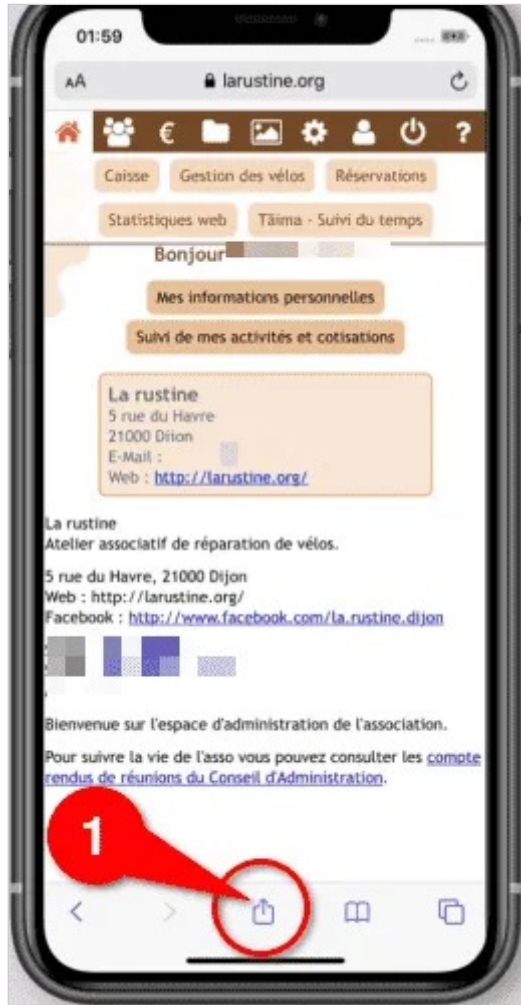 01:59
AA larustine.org
€ ?
Caisse Gestion des vélos Réservations
Statistiques web Tāima - Suivi du temps
Bonjour
Mes informations personnelles
Suivi de mes activités et cotisations
La rustine
5 rue du Havre
21000 Dijon
E-Mail :
Web : http://larustine.org/
La rustine
Atelier associatif de réparation de vélos.
5 rue du Havre, 21000 Dijon
Web : http://larustine.org/
Facebook : http://www.facebook.com/la.rustine.dijon
Bienvenue sur l'espace d'administration de l'association.
Pour suivre la vie de l'asso vous pouvez consulter les compte
rendus de réunions du Conseil d'Administration.
1